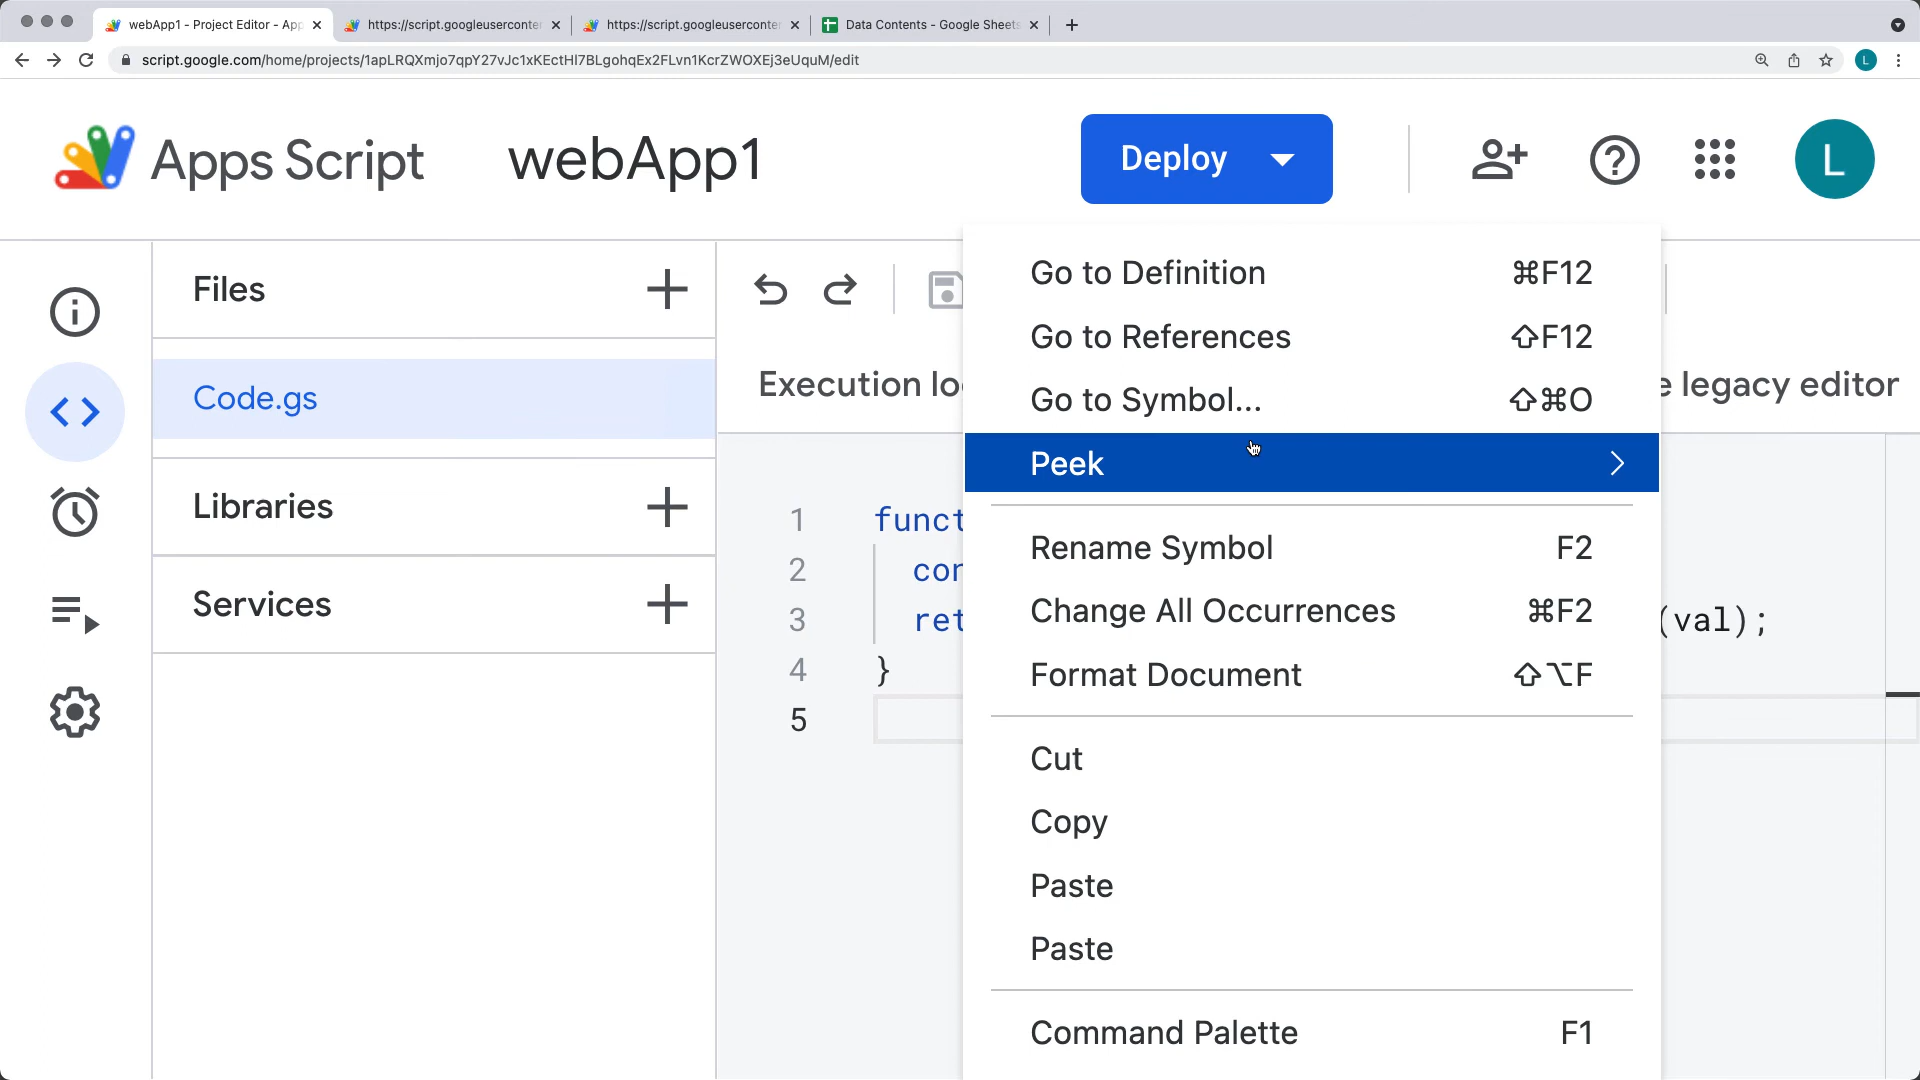 webApp1 - Project Editor - App
https://script.googleuserconten
https://script.googleuserconten
Data Contents - Google Sheets
script.google.com/home/projects/1apLRQXmjo7qpY27vJc1xKEctHI7BLgohqEx2FLvn1KcrZWOXEj3eUquM/edit
L
Apps Script
webApp1
Deploy
L
Files
Code.gs
Libraries
Services
Execution lo
e legacy editor
Go to Definition ⌘F12
Go to References ⇧F12
Go to Symbol... ⇧⌘O
Peek
Rename Symbol F2
Change All Occurrences ⌘F2
Format Document ⇧⌥F
Cut
Copy
Paste
Paste
Command Palette F1
1 funct
2 con
3 ret (val);
4 }
5